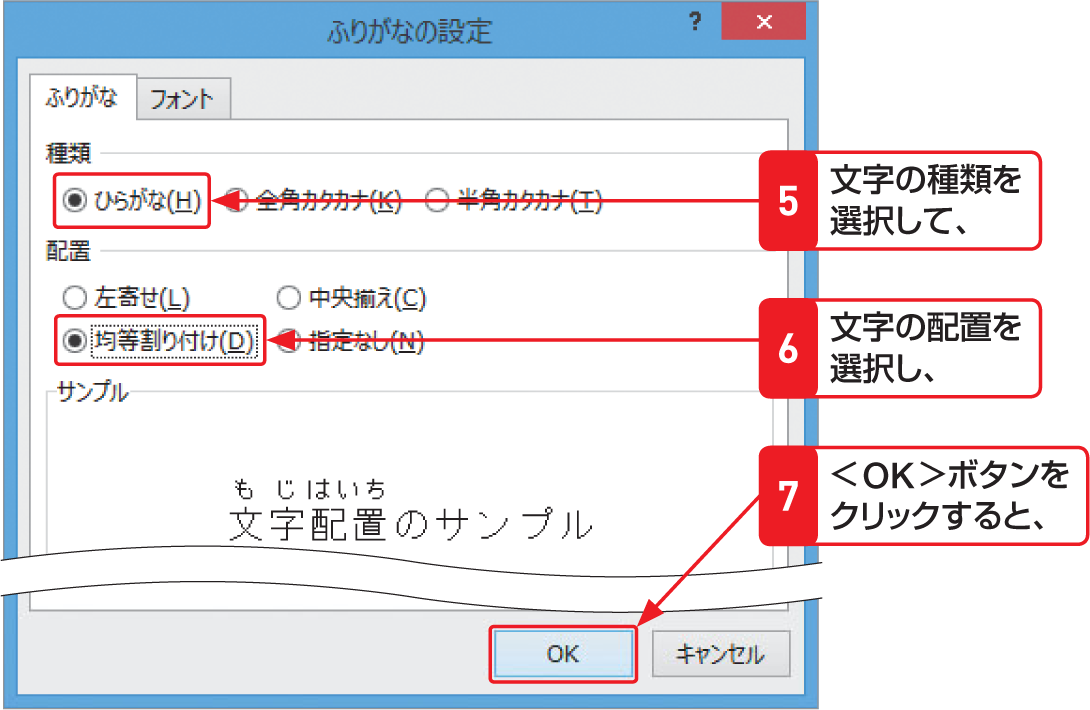 ふりがなの設定
?
×
ふりがな
フォント
種類
ひらがな(H)
全角カタカナ(K)
半角カタカナ(T)
5
文字の種類を
選択して、
配置
左寄せ(L)
中央揃え(C)
均等割り付け(D)
指定なし(N)
6
文字の配置を
選択し、
サンプル
も じはいち
文字配置のサンプル
7
<OK>ボタンを
クリックすると、
OK
キャンセル